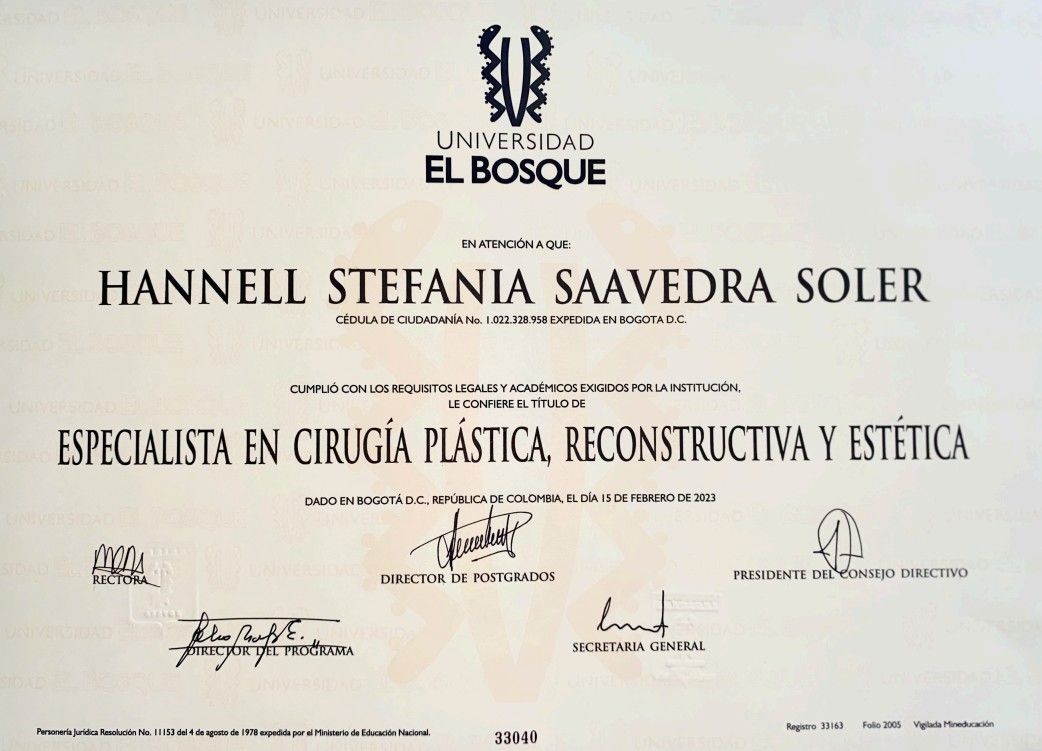 UNIVERSIDAD
EL BOSQUE
EN ATENCIÓN A QUE:
HANNELL STEFANIA SAAVEDRA SOLER
CÉDULA DE CIUDADANÍA No. 1.022.328.958 EXPEDIDA EN BOGOTA D.C.
CUMPLIÓ CON LOS REQUISITOS LEGALES Y ACADÉMICOS EXIGIDOS POR LA INSTITUCIÓN,
LE CONFIERE EL TÍTULO DE
ESPECIALISTA EN CIRUGÍA PLÁSTICA, RECONSTRUCTIVA Y ESTÉTICA
DADO EN BOGOTÁ D.C., REPÚBLICA DE COLOMBIA, EL DÍA 15 DE FEBRERO DE 2023
RECTORA
DIRECTOR DE POSTGRADOS
PRESIDENTE DEL CONSEJO DIRECTIVO
DIRECTOR DEL PROGRAMA
SECRETARIA GENERAL
Personería Jurídica Resolución No. 11153 del 4 de agosto de 1978 expedida por el Ministerio de Educación Nacional.
33040
Registro 33163 Folio 2005 Vigilada Mineducación